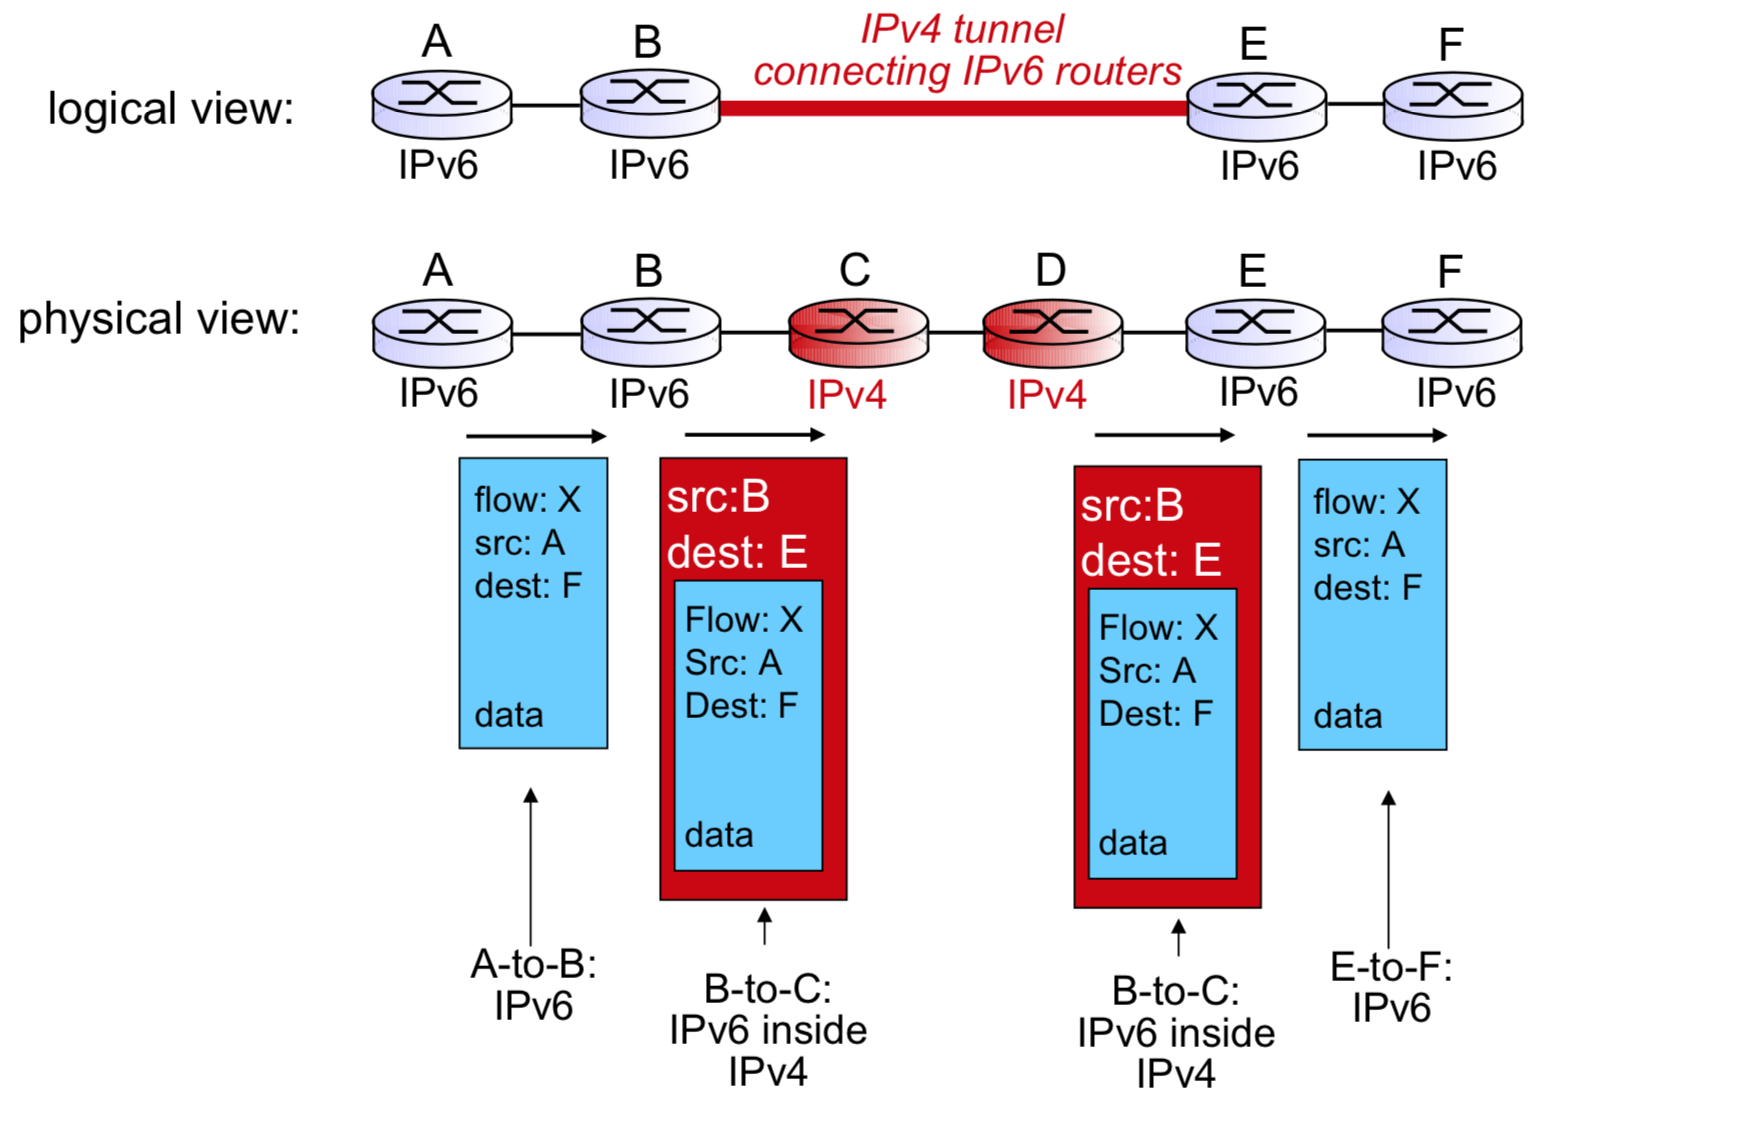 A
B
IPv4 tunnel
connecting IPv6 routers
E
F
logical view:
IPv6
IPv6
IPv6
IPv6
A
B
C
D
E
F
physical view:
IPv6
IPv6
IPv4
IPv4
IPv6
IPv6
flow: X
src: A
dest: F
data
src:B
dest: E
Flow: X
Src: A
Dest: F
data
src:B
dest: E
Flow: X
Src: A
Dest: F
data
flow: X
src: A
dest: F
data
A-to-B:
IPv6
B-to-C:
IPv6 inside
IPv4
B-to-C:
IPv6 inside
IPv4
E-to-F:
IPv6